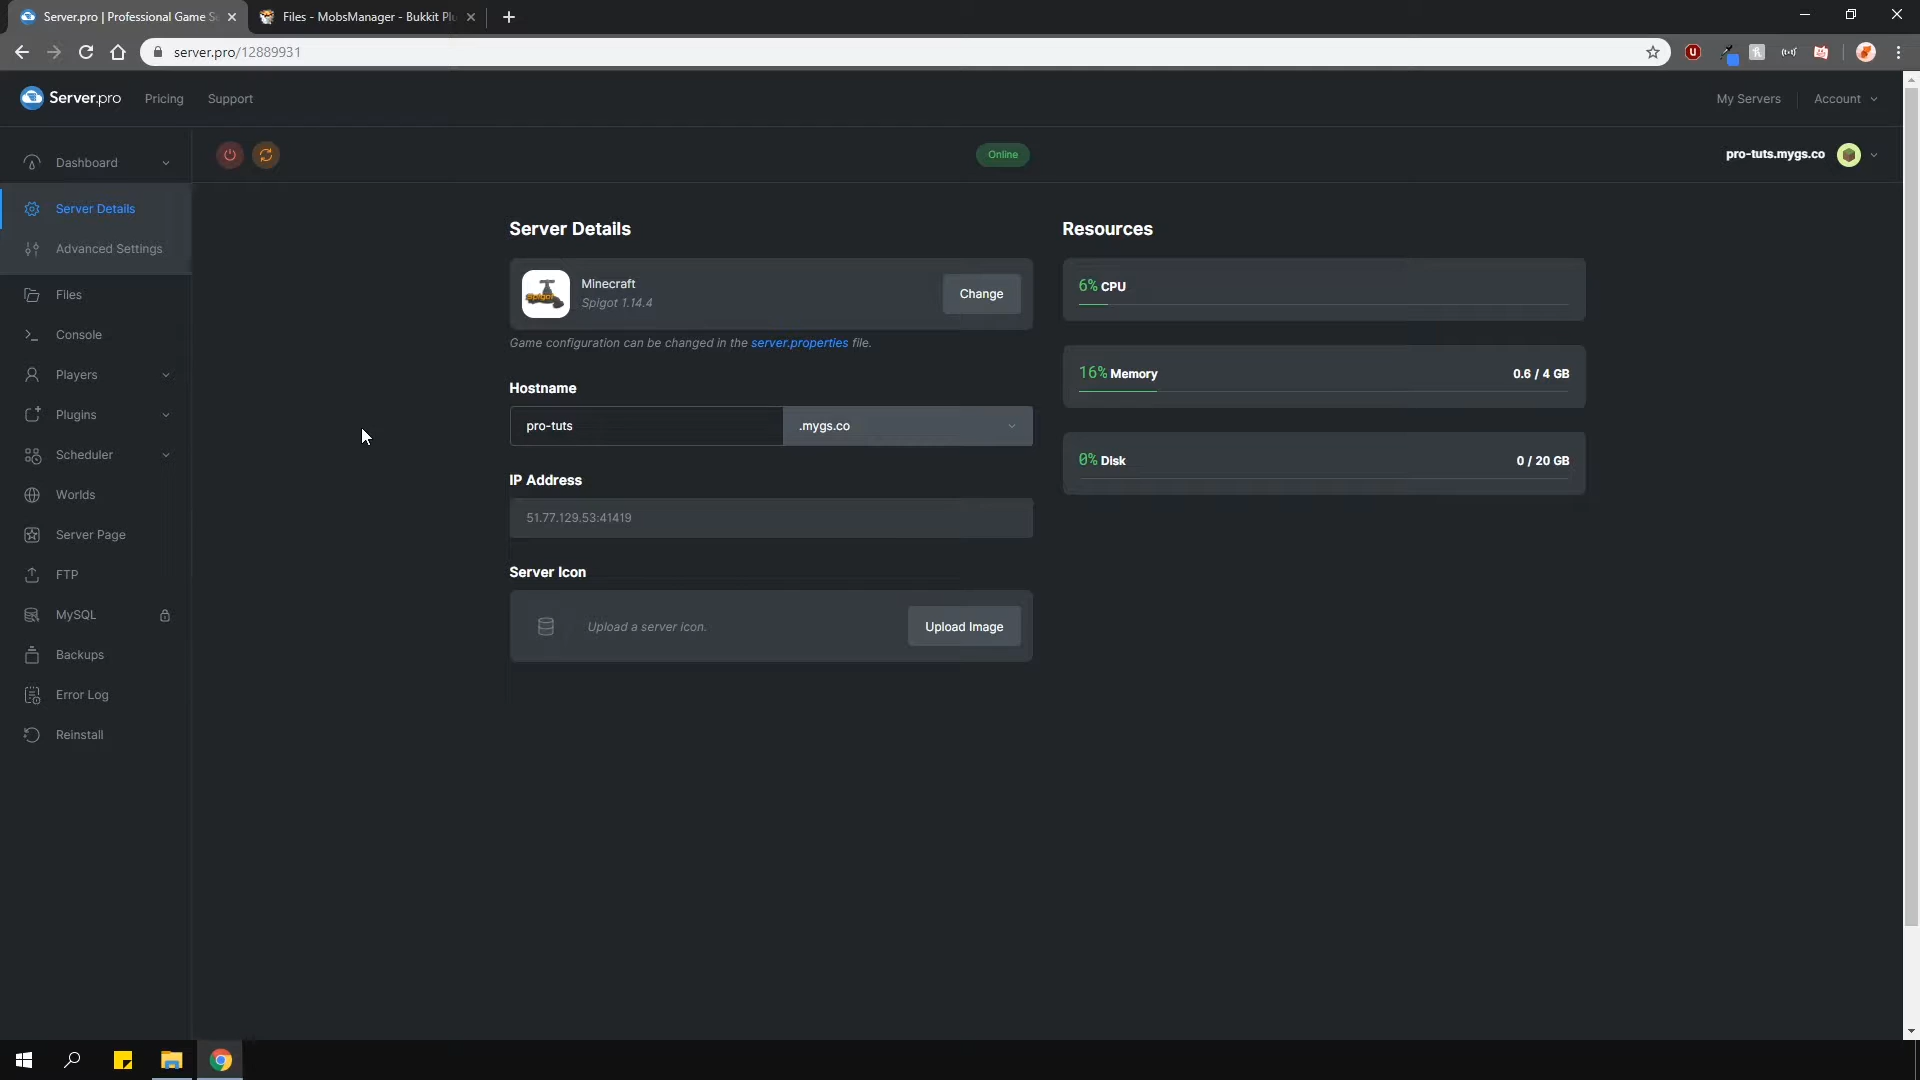 Server.pro | Professional Game S
Files - MobsManager - Bukkit Plu
server.pro/12889931
Server.pro
Pricing
Support
My Servers
Account
Dashboard
Online
pro-tuts.mygs.co
Server Details
Advanced Settings
Files
Console
Players
Plugins
Scheduler
Worlds
Server Page
FTP
MySQL
Backups
Error Log
Reinstall
Server Details
Minecraft
Spigot 1.14.4
Change
Game configuration can be changed in the server.properties file.
Hostname
pro-tuts
.mygs.co
IP Address
51.77.129.53:41419
Server Icon
Upload a server icon.
Upload Image
Resources
6% CPU
16% Memory
0.6 / 4 GB
0% Disk
0 / 20 GB